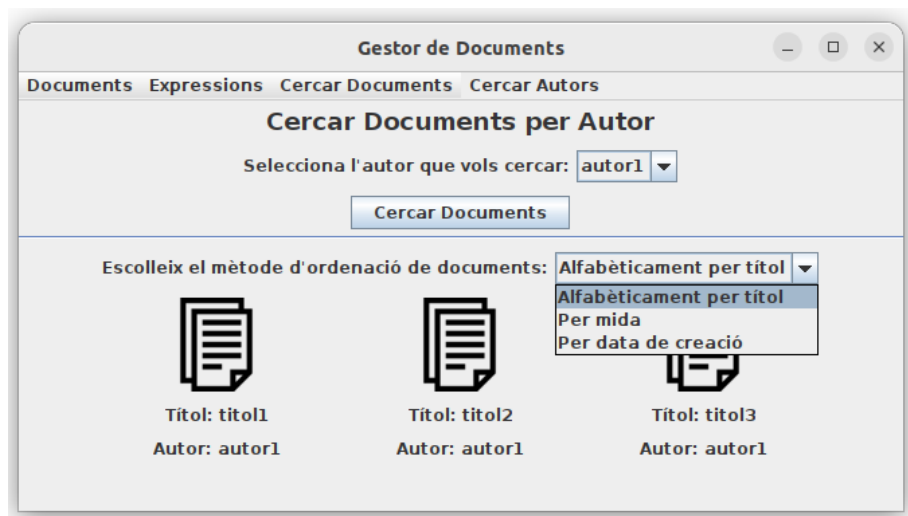 Gestor de Documents
Documents Expressions Cercar Documents Cercar Autors
Cercar Documents per Autor
Selecciona l'autor que vols cercar: autor1
Cercar Documents
Escolleix el mètode d'ordenació de documents: Alfabèticament per títol
Alfabèticament per títol
Per mida
Per data de creació
Títol: titol1 Títol: titol2 Títol: titol3
Autor: autor1 Autor: autor1 Autor: autor1